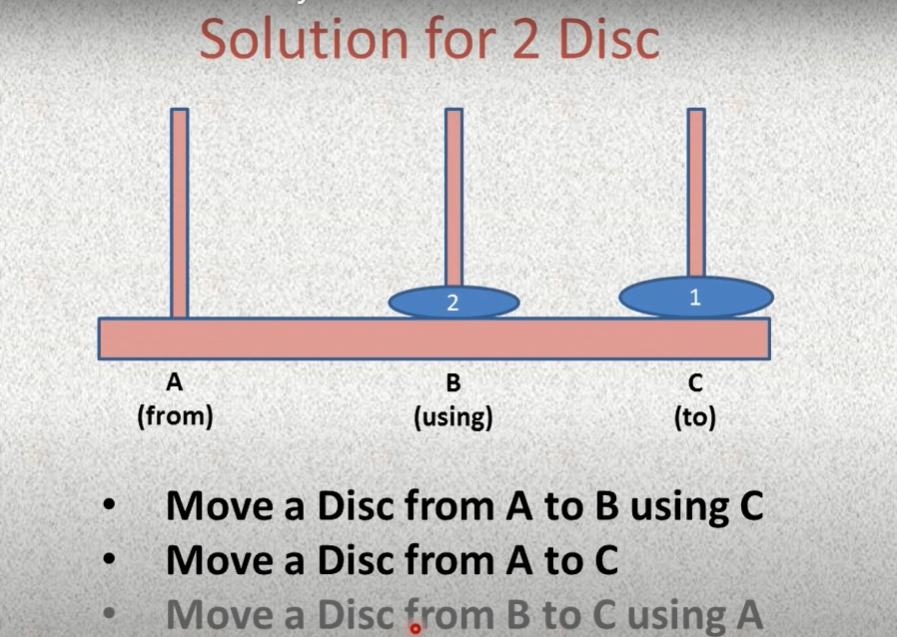 Solution for 2 Disc
2
1
A
B
C
(from)
(using)
(to)
• Move a Disc from A to B using C
• Move a Disc from A to C
• Move a Disc from B to C using A